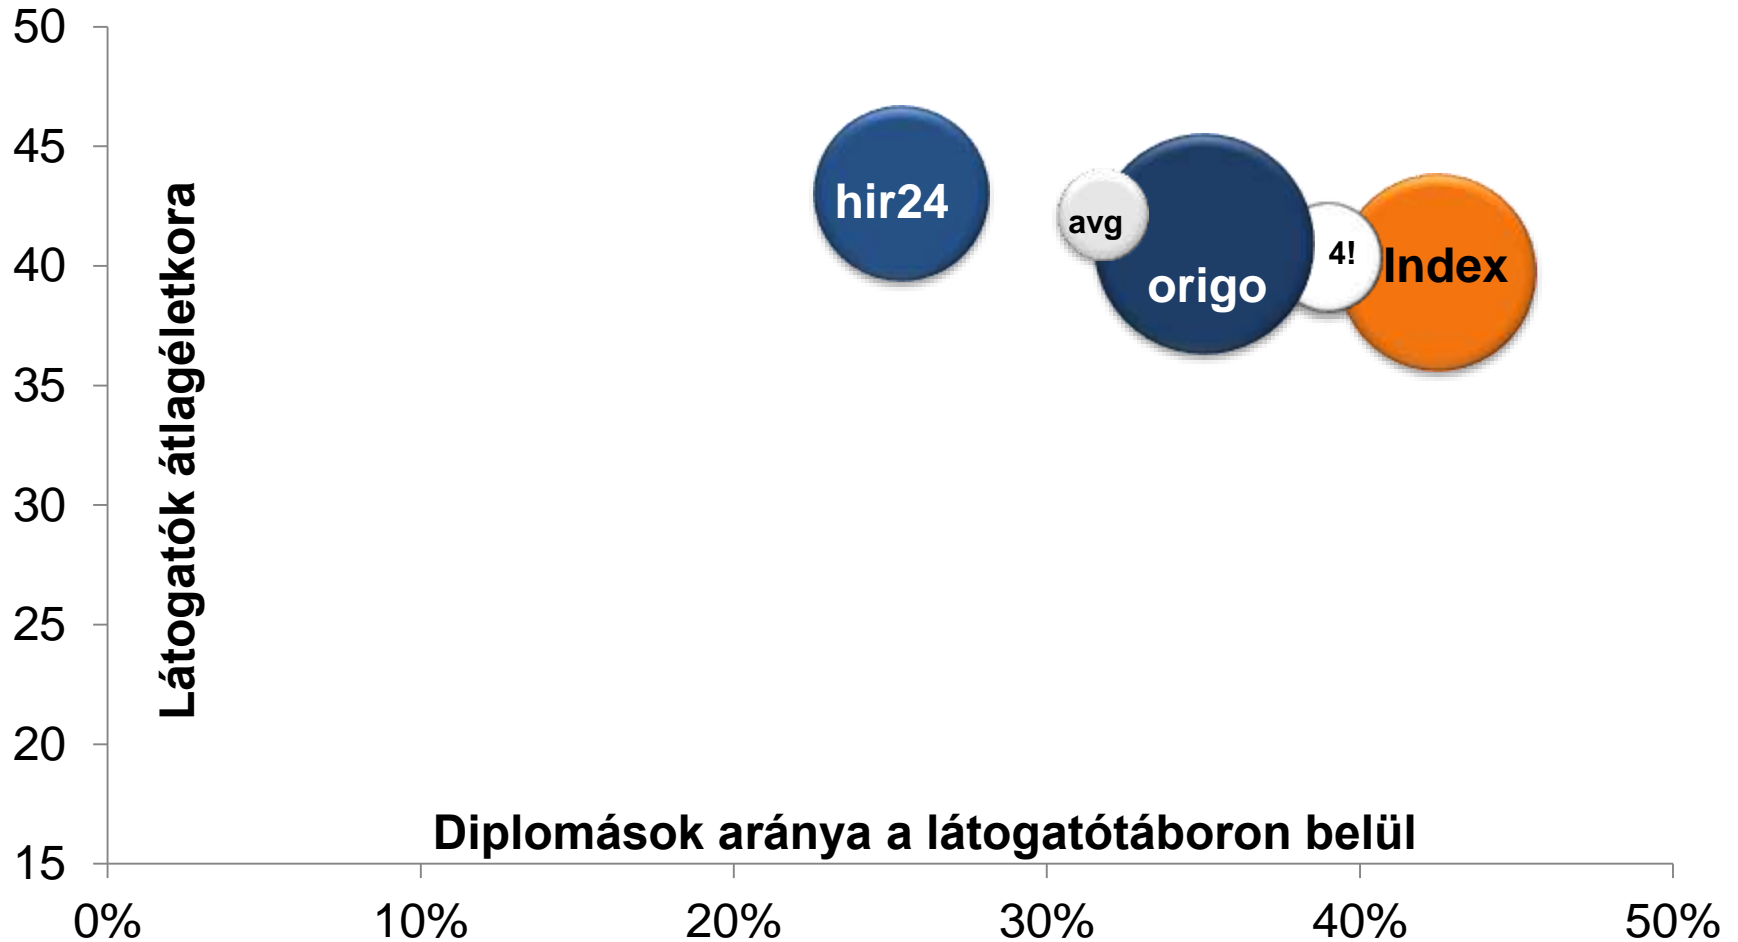 50
45
40
35
30
25
20
15
Látogatók átlagéletkora
hir24
avg
origo
4!
Index
Diplomások aránya a látogatótáboron belül
0% 10% 20% 30% 40% 50%